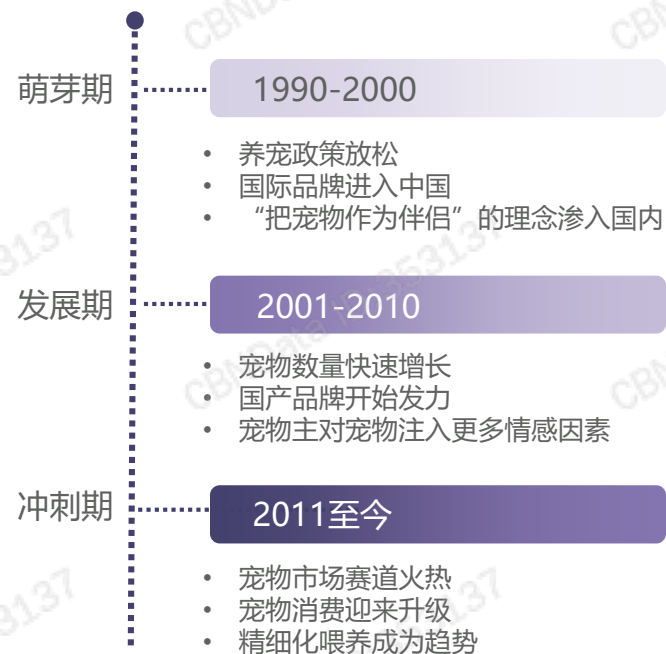 萌芽期
1990-2000
• 养宠政策放松
• 国际品牌进入中国
• “把宠物作为伴侣”的理念渗入国内
发展期
2001-2010
• 宠物数量快速增长
• 国产品牌开始发力
• 宠物主对宠物注入更多情感因素
冲刺期
2011至今
• 宠物市场赛道火热
• 宠物消费迎来升级
• 精细化喂养成为趋势